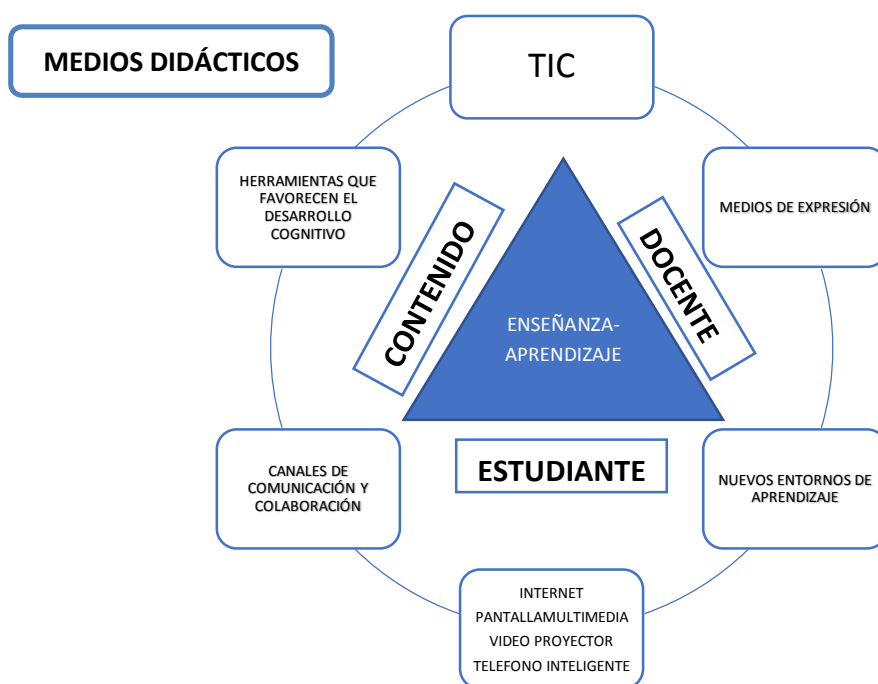 MEDIOS DIDÁCTICOS
TIC
HERRAMIENTAS QUE
FAVORECEN EL
DESARROLLO
COGNITIVO
MEDIOS DE EXPRESIÓN
CONTENIDO
DOCENTE
ENSEÑANZA-
APRENDIZAJE
ESTUDIANTE
CANALES DE
COMUNICACIÓN Y
COLABORACIÓN
NUEVOS ENTORNOS DE
APRENDIZAJE
INTERNET
PANTALLAMULTIMEDIA
VIDEO PROYECTOR
TELEFONO INTELIGENTE